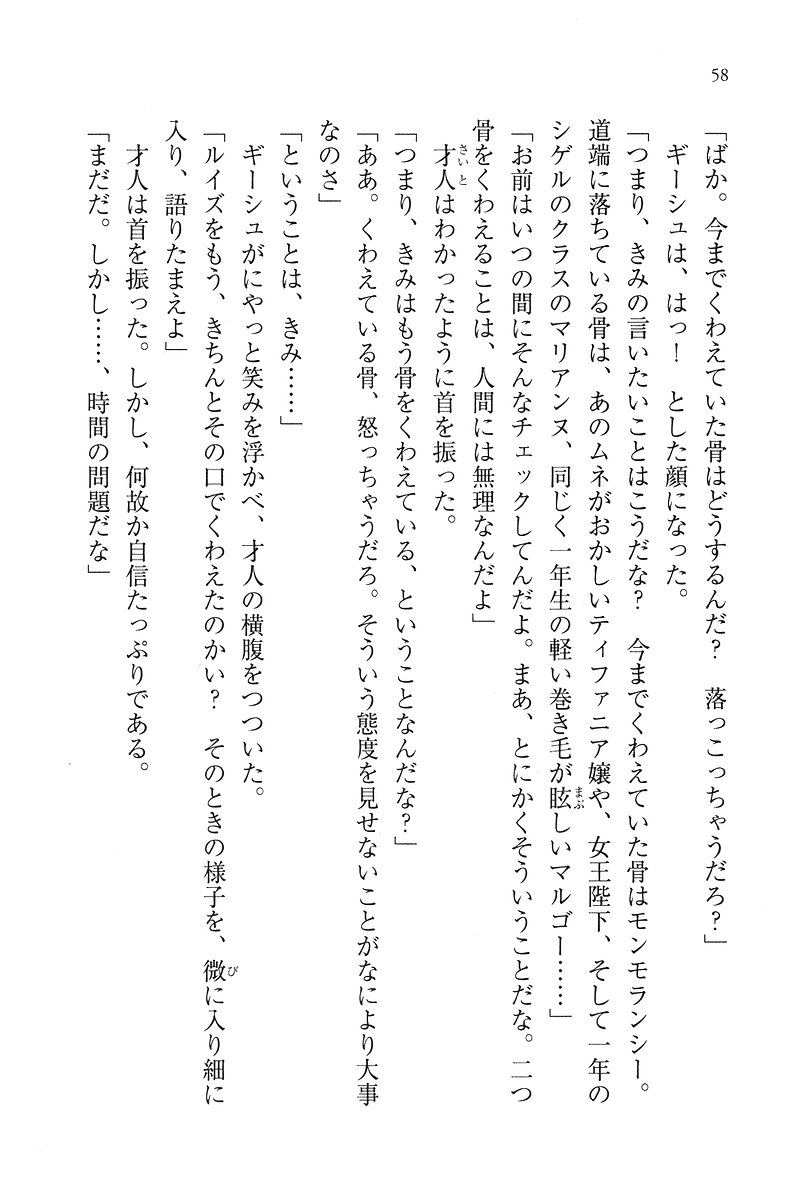 58
「ばか。今までくわえていた骨はどうするんだ？　落っこっちゃうだろ？」
　ギーシュは、はっ！　とした顔になった。
「つまり、きみの言いたいことはこうだな？　今までくわえていた骨はモンモランシー。
道端に落ちている骨は、あのムネがおかしいティファニア嬢や、女王陛下、そして一年の
シゲルのクラスのマリアンヌ、同じく一年生の軽い巻き毛が眩しいマルゴー……」
「お前はいつの間にそんなチェックしてんだよ。まあ、とにかくそういうことだな。二つ
骨をくわえることは、人間には無理なんだよ」
　才人はわかったように首を振った。
「つまり、きみはもう骨をくわえている、ということなんだな？」
「ああ。くわえている骨、怒っちゃうだろ。そういう態度を見せないことがなにより大事
なのさ」
「ということは、きみ……」
　ギーシュがにやっと笑みを浮かべ、才人の横腹をつついた。
「ルイズをもう、きちんとその口でくわえたのかい？　そのときの様子を、微に入り細に
入り、語りたまえよ」
　才人は首を振った。しかし、何故か自信たっぷりである。
「まだだ。しかし……、時間の問題だな」